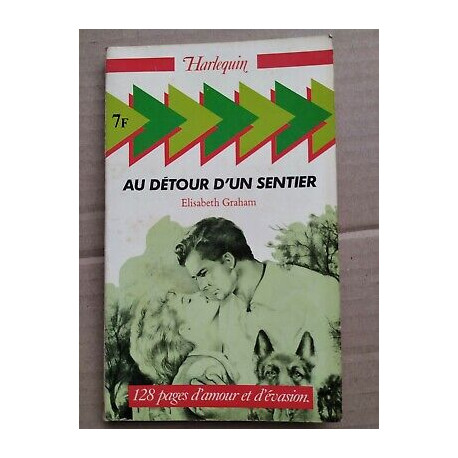 Harlequin
7F
AU DÉTOUR D'UN SENTIER
Elisabeth Graham
128 pages d'amour et d'évasion.